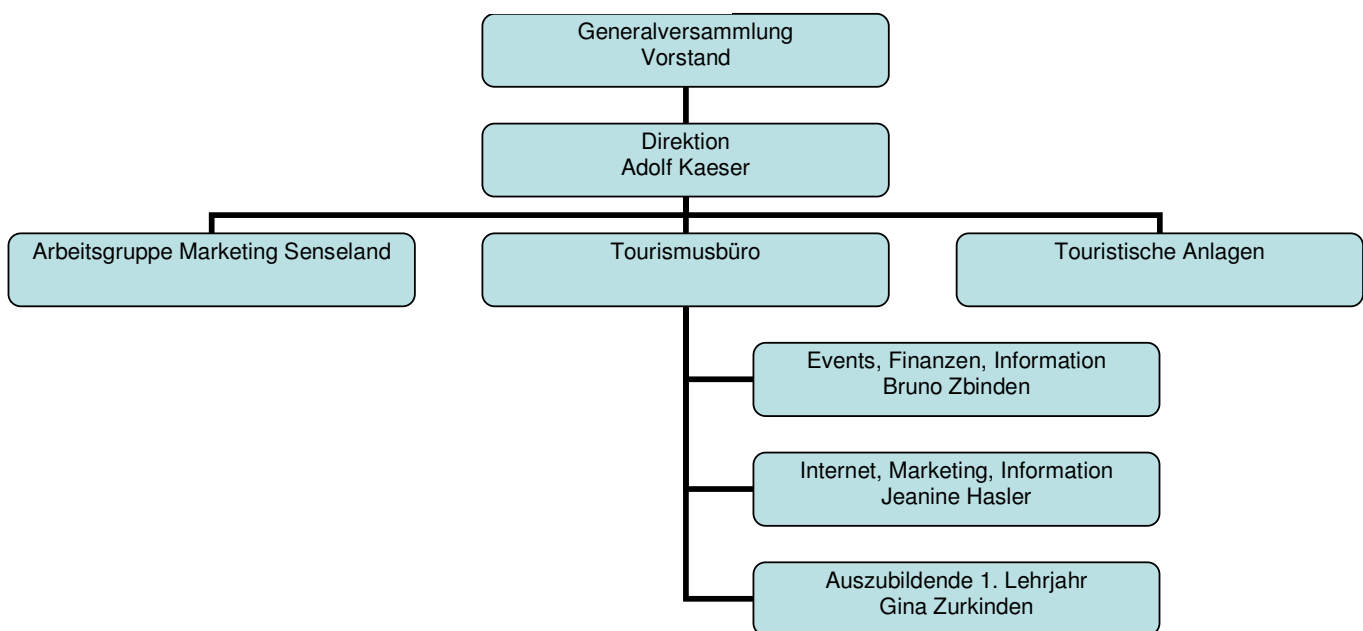 Generalversammlung
Vorstand
Direktion
Adolf Kaeser
Arbeitsgruppe Marketing Senseland
Tourismusbüro
Touristische Anlagen
Events, Finanzen, Information
Bruno Zbinden
Internet, Marketing, Information
Jeanine Hasler
Auszubildende 1. Lehrjahr
Gina Zurkinden